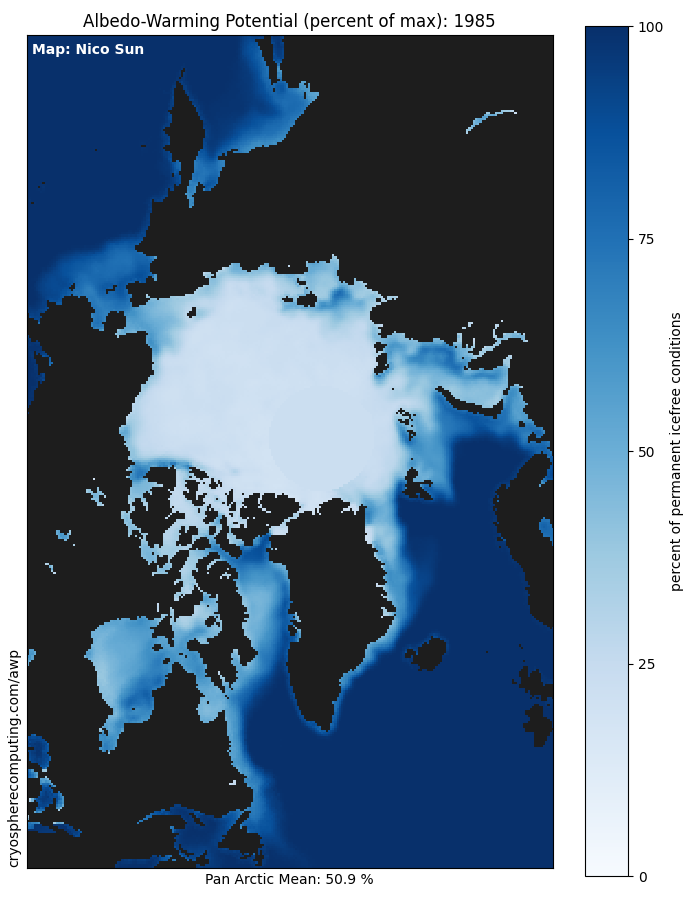 Albedo-Warming Potential (percent of max): 1985
Map: Nico Sun
100
75
50
25
0
percent of permanent icefree conditions
cryospherecomputing.com/awp
Pan Arctic Mean: 50.9 %